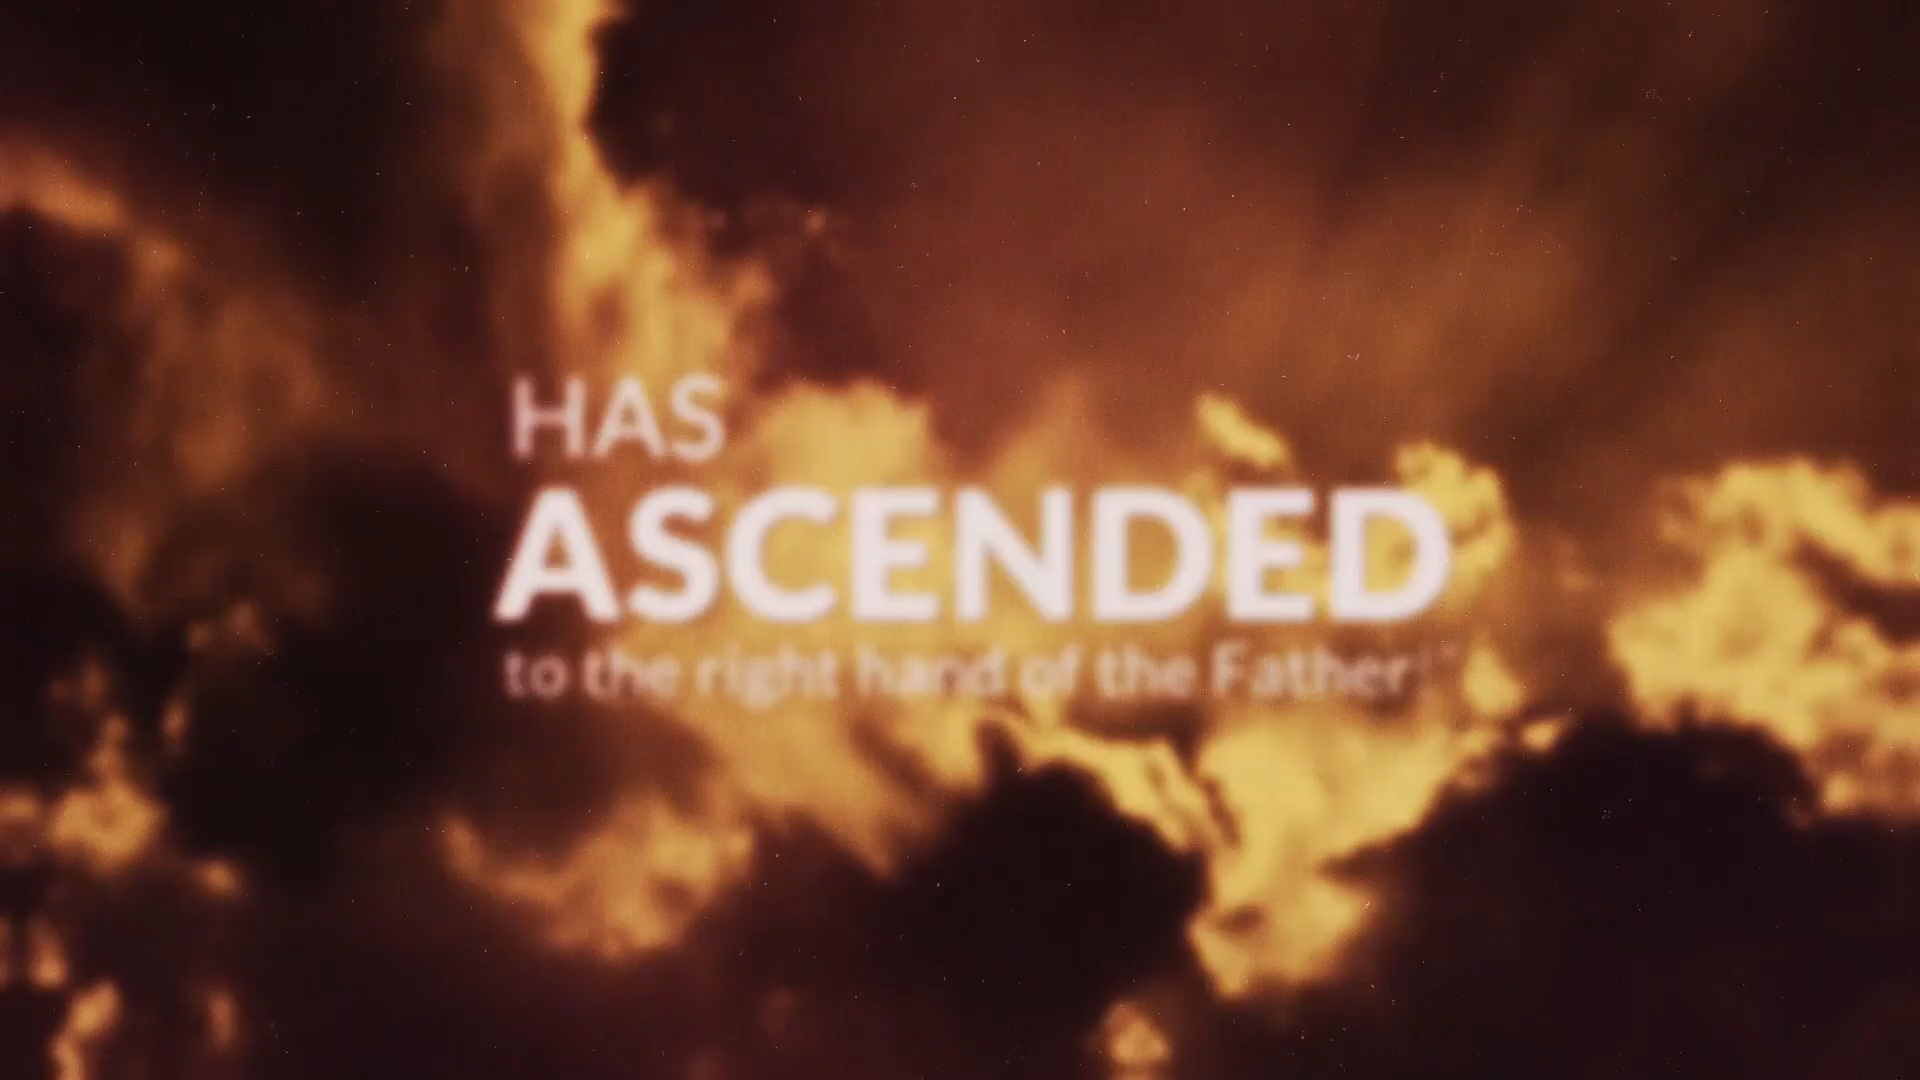 HAS
ASCENDED
to the right hand of the Father